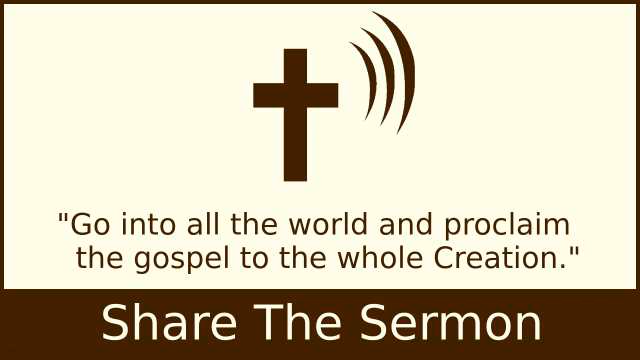 "Go into all the world and proclaim
the gospel to the whole Creation."
Share The Sermon